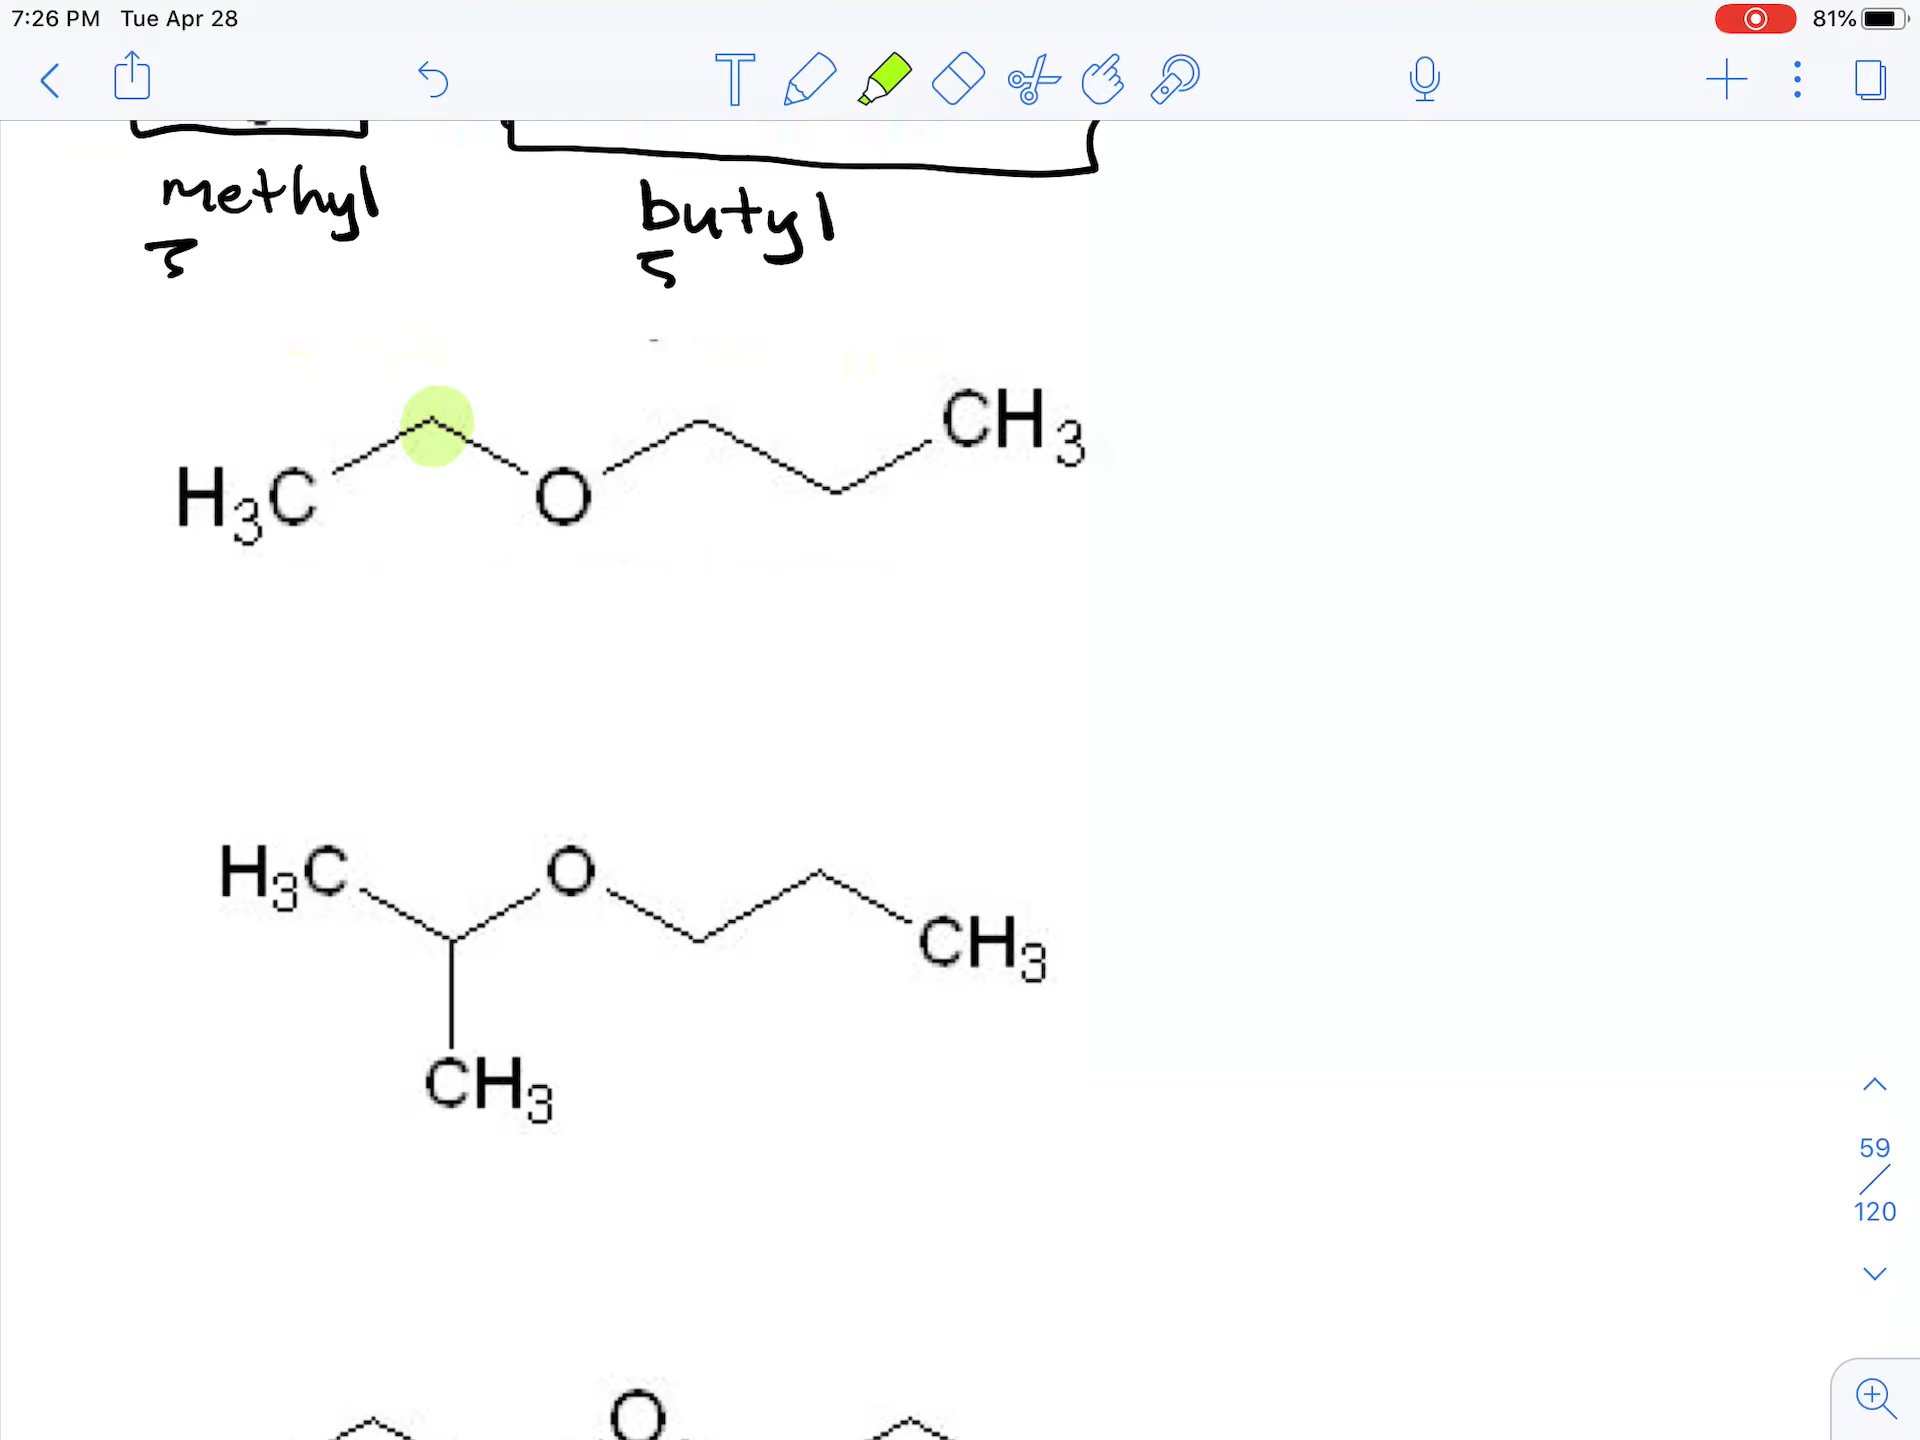 7:26 PM Tue Apr 28 81%
methyl butyl
H3C O CH3
H3C O CH3
CH3
59
120
O